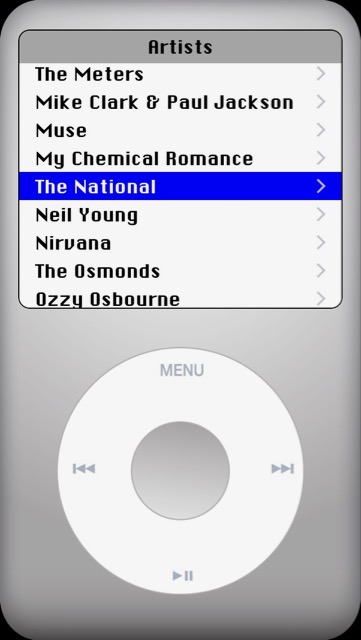 Artists
The Meters
Mike Clark & Paul Jackson
Muse
My Chemical Romance
The National
Neil Young
Nirvana
The Osmonds
Ozzy Osbourne
MENU